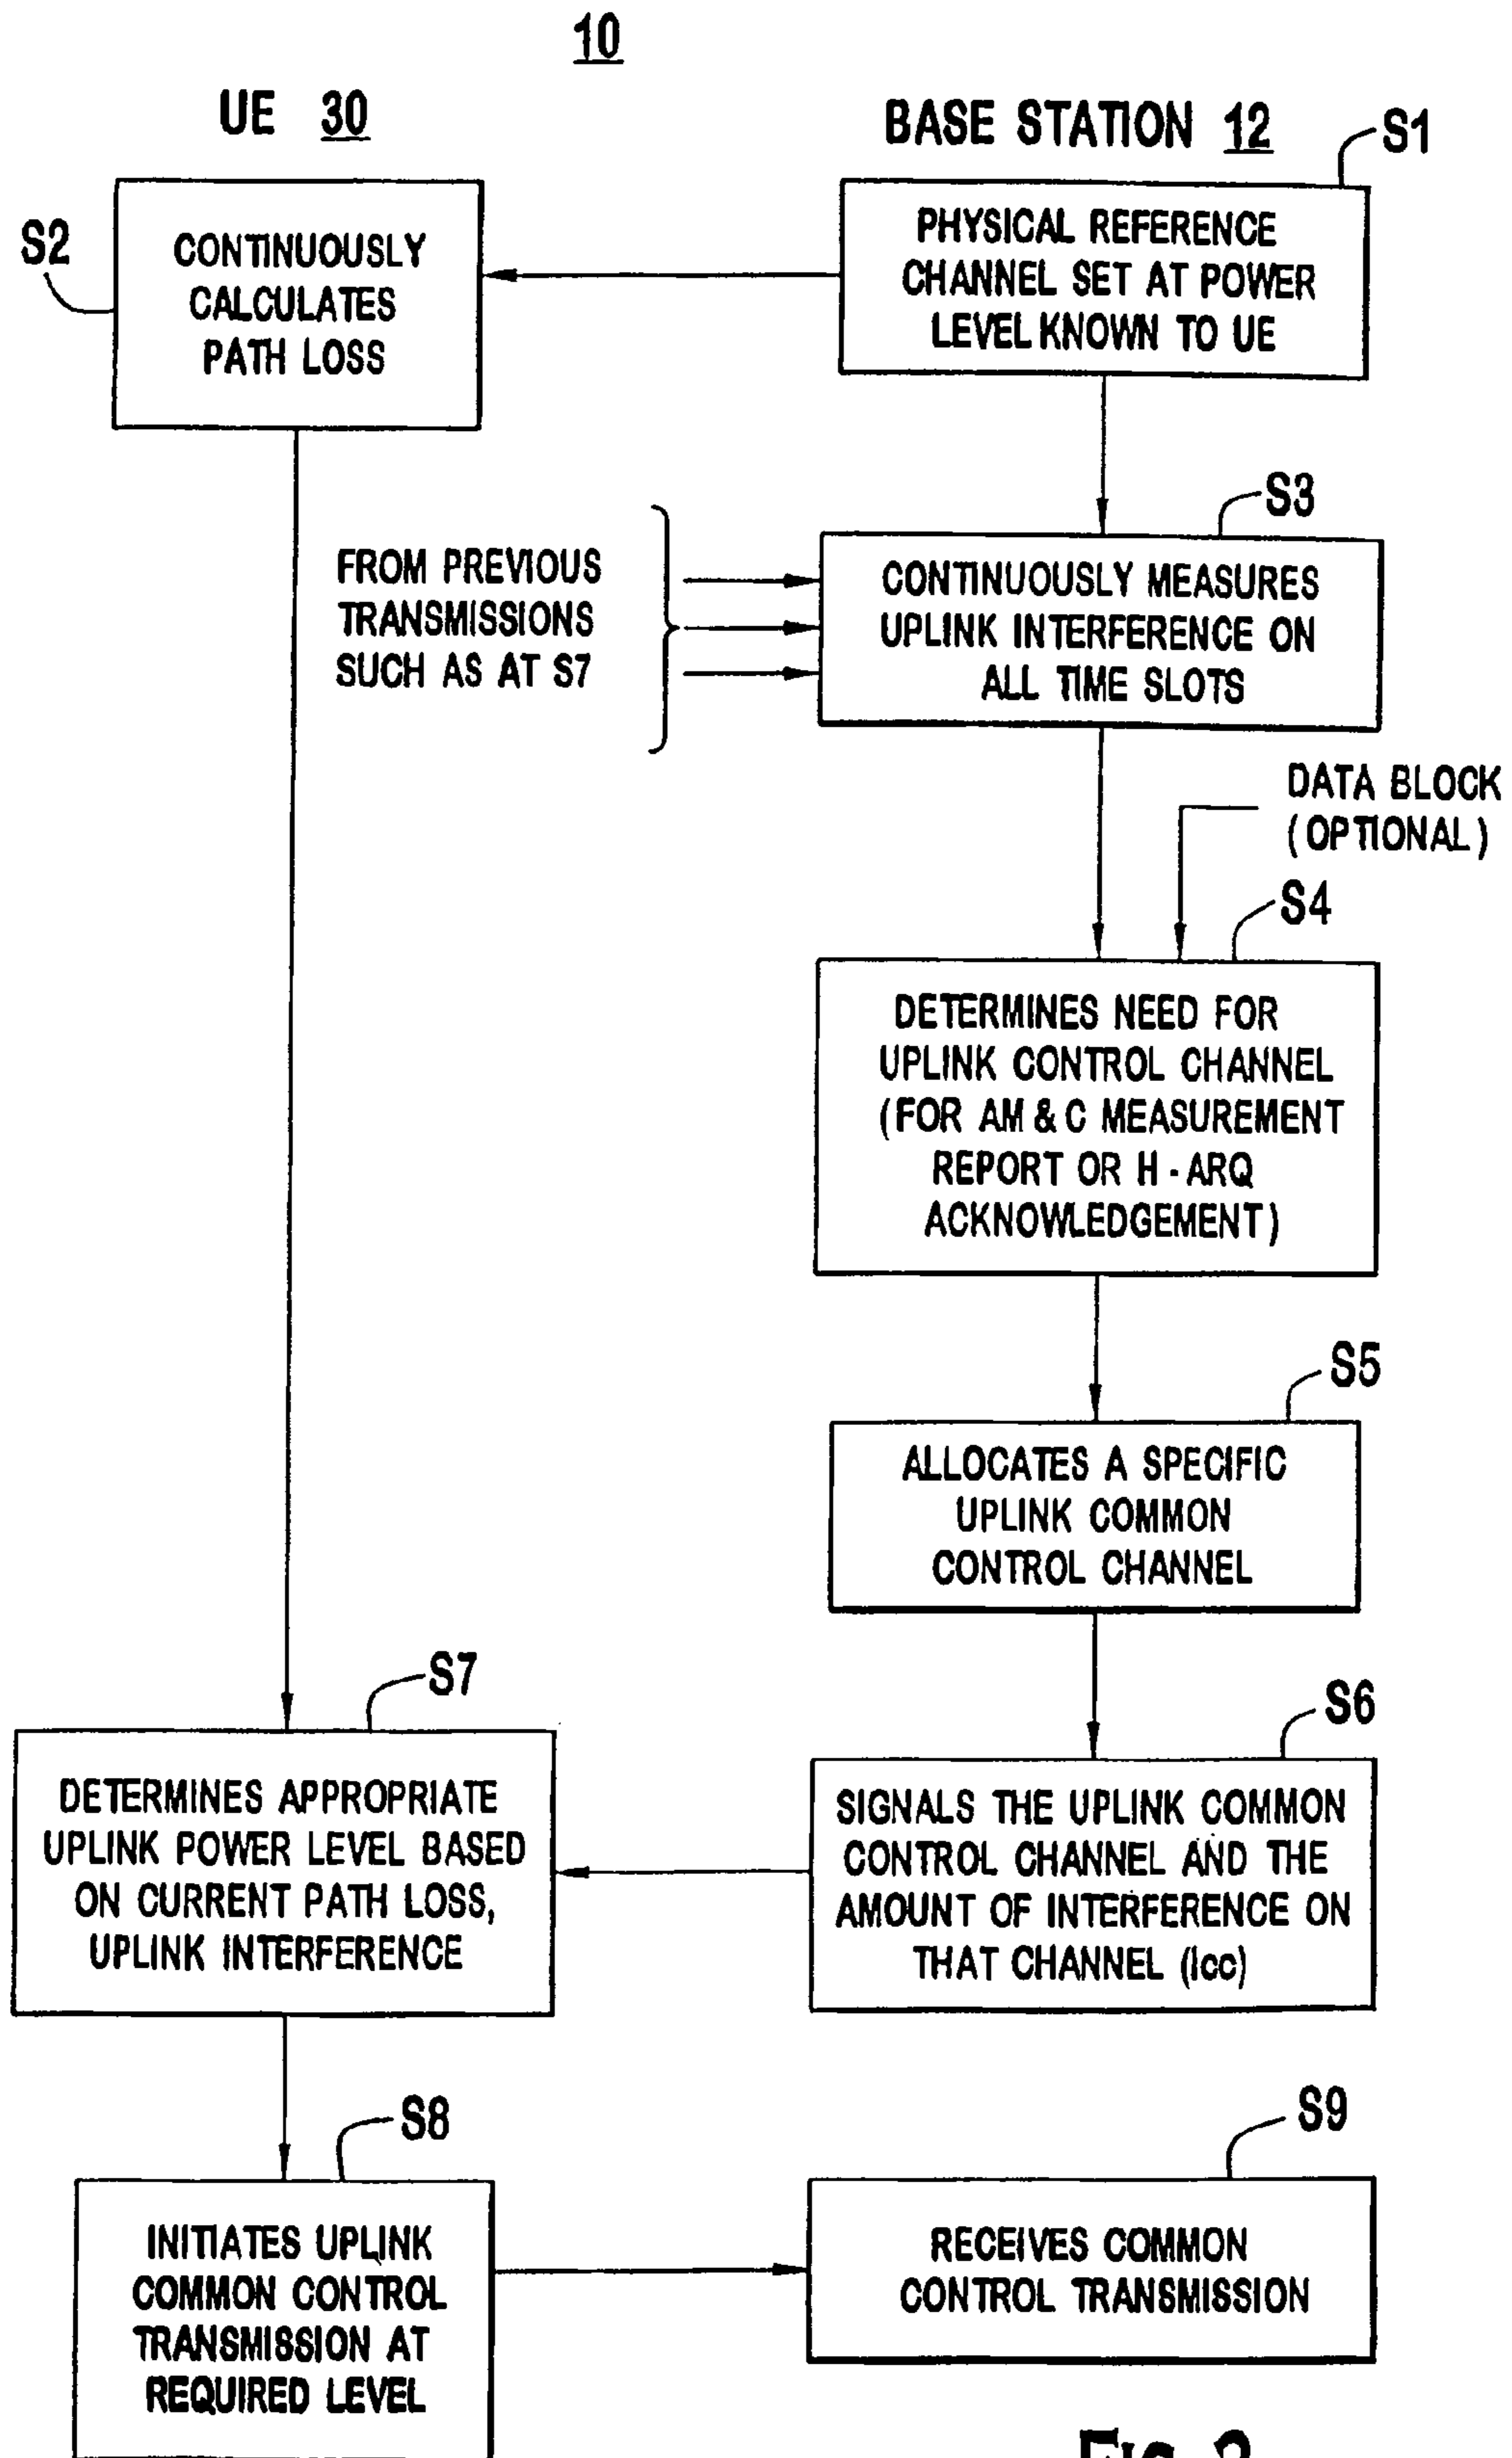 10
UE 30
BASE STATION 12
S1
PHYSICAL REFERENCE
CHANNEL SET AT POWER
LEVEL KNOWN TO UE
S2
CONTINUOUSLY
CALCULATES
PATH LOSS
S3
FROM PREVIOUS
TRANSMISSIONS
SUCH AS AT S7
CONTINUOUSLY MEASURES
UPLINK INTERFERENCE ON
ALL TIME SLOTS
DATA BLOCK
(OPTIONAL)
S4
DETERMINES NEED FOR
UPLINK CONTROL CHANNEL
(FOR AM & C MEASUREMENT
REPORT OR H - ARQ
ACKNOWLEDGEMENT)
S5
ALLOCATES A SPECIFIC
UPLINK COMMON
CONTROL CHANNEL
S7
DETERMINES APPROPRIATE
UPLINK POWER LEVEL BASED
ON CURRENT PATH LOSS,
UPLINK INTERFERENCE
S6
SIGNALS THE UPLINK COMMON
CONTROL CHANNEL AND THE
AMOUNT OF INTERFERENCE ON
THAT CHANNEL (Icc)
S8
INITIATES UPLINK
COMMON CONTROL
TRANSMISSION AT
REQUIRED LEVEL
S9
RECEIVES COMMON
CONTROL TRANSMISSION